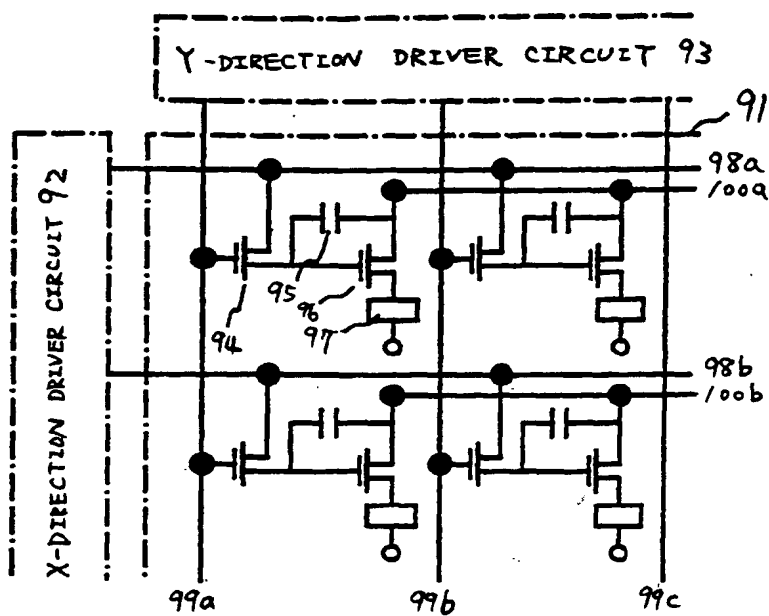 Y-DIRECTION DRIVER CIRCUIT 93
91
X-DIRECTION DRIVER CIRCUIT 92
98a
100a
94
95
96
97
98b
100b
99a
99b
99c